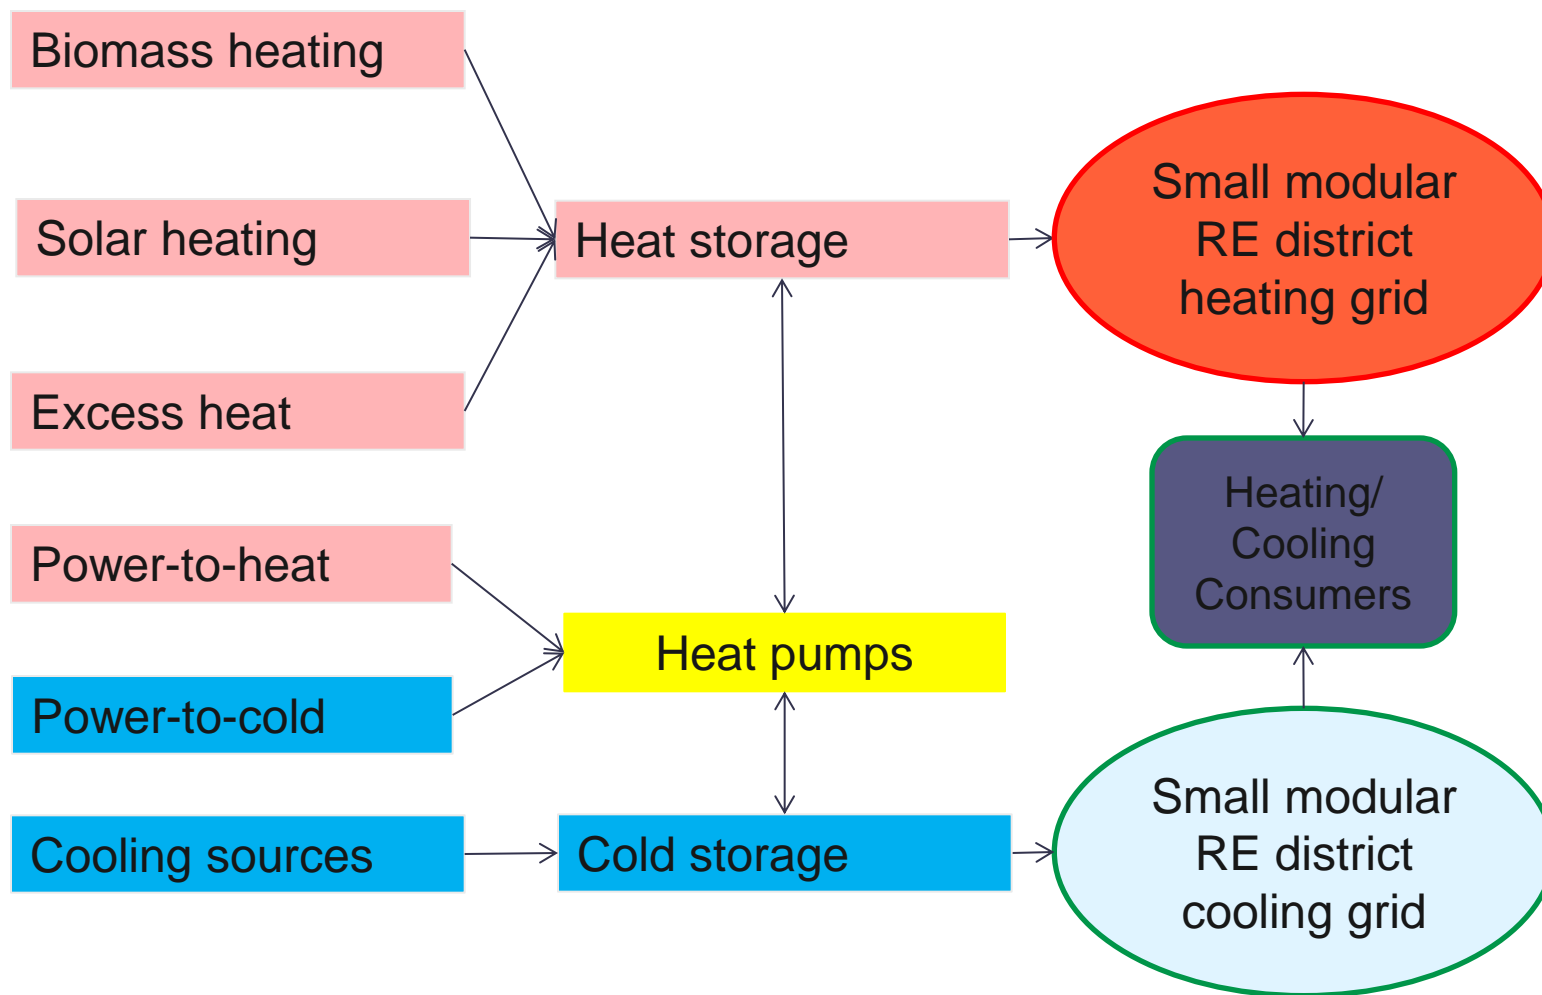 Biomass heating
Solar heating
Excess heat
Power-to-heat
Power-to-cold
Cooling sources
Heat storage
Heat pumps
Cold storage
Small modular
RE district
heating grid
Heating/
Cooling
Consumers
Small modular
RE district
cooling grid